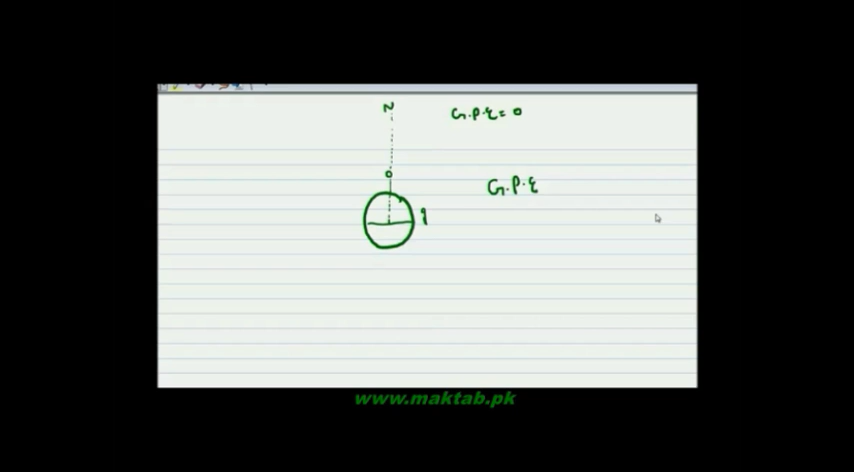 N
G.P.E = 0
O
G.P.E
www.maktab.pk